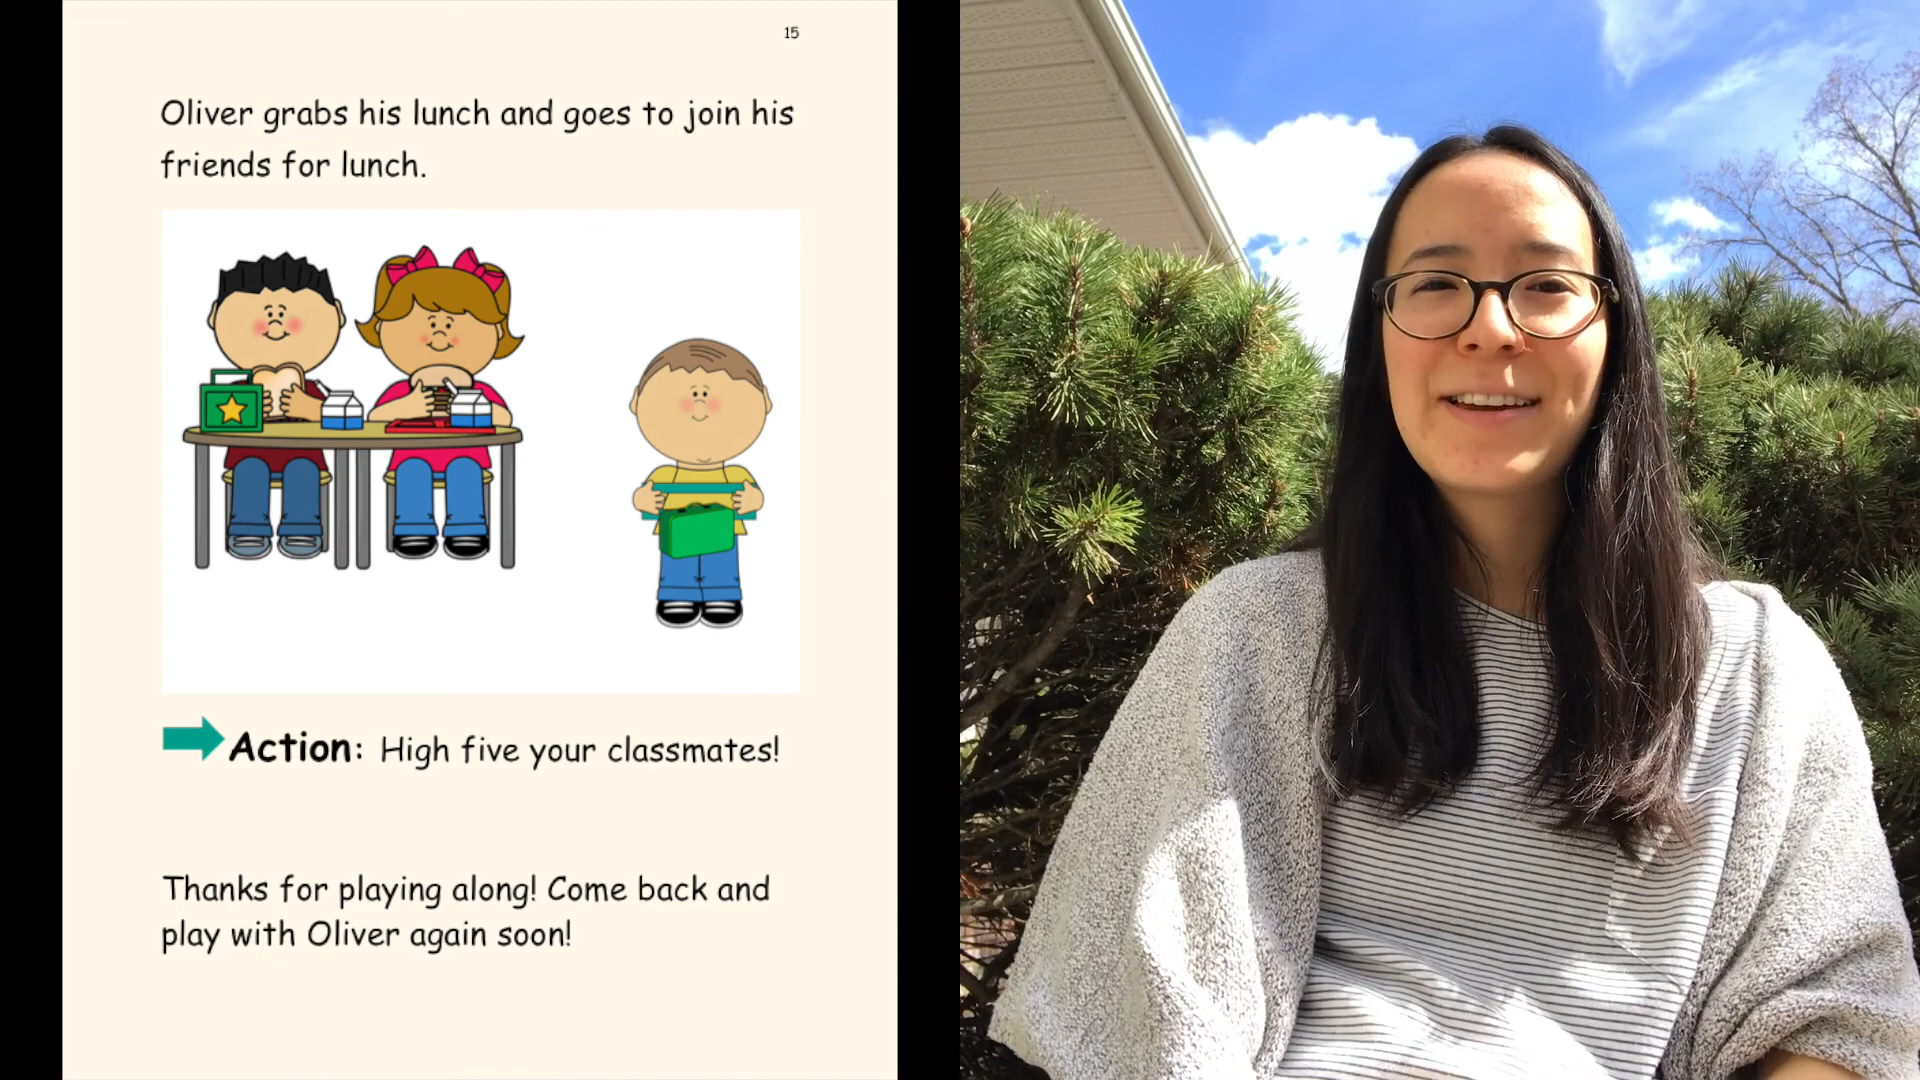 15
Oliver grabs his lunch and goes to join his
friends for lunch.
Action: High five your classmates!
Thanks for playing along! Come back and
play with Oliver again soon!